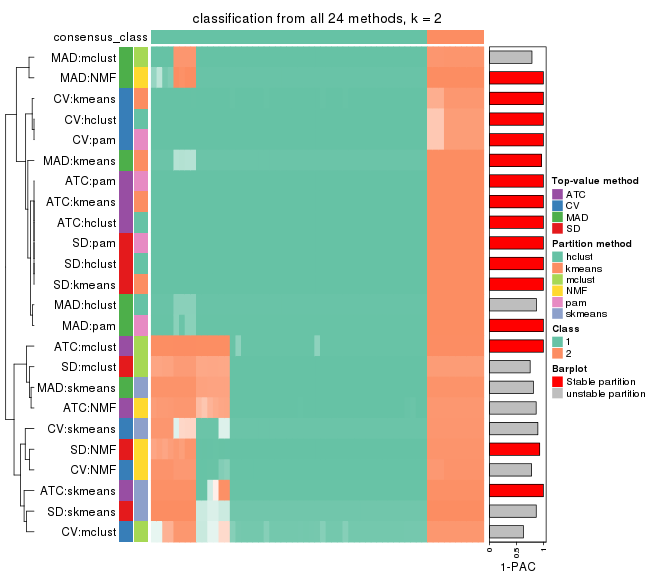 classification from all 24 methods, k = 2
consensus_class
MAD:mclust
MAD:NMF
CV:kmeans
CV:hclust
CV:pam
MAD:kmeans
ATC:pam
ATC:kmeans
ATC:hclust
SD:pam
SD:hclust
SD:kmeans
MAD:hclust
MAD:pam
ATC:mclust
SD:mclust
MAD:skmeans
ATC:NMF
CV:skmeans
SD:NMF
CV:NMF
ATC:skmeans
SD:skmeans
CV:mclust
0
0.5
1
1-PAC
Top-value method
ATC
CV
MAD
SD
Partition method
hclust
kmeans
mclust
NMF
pam
skmeans
Class
1
2
Barplot
Stable partition
unstable partition